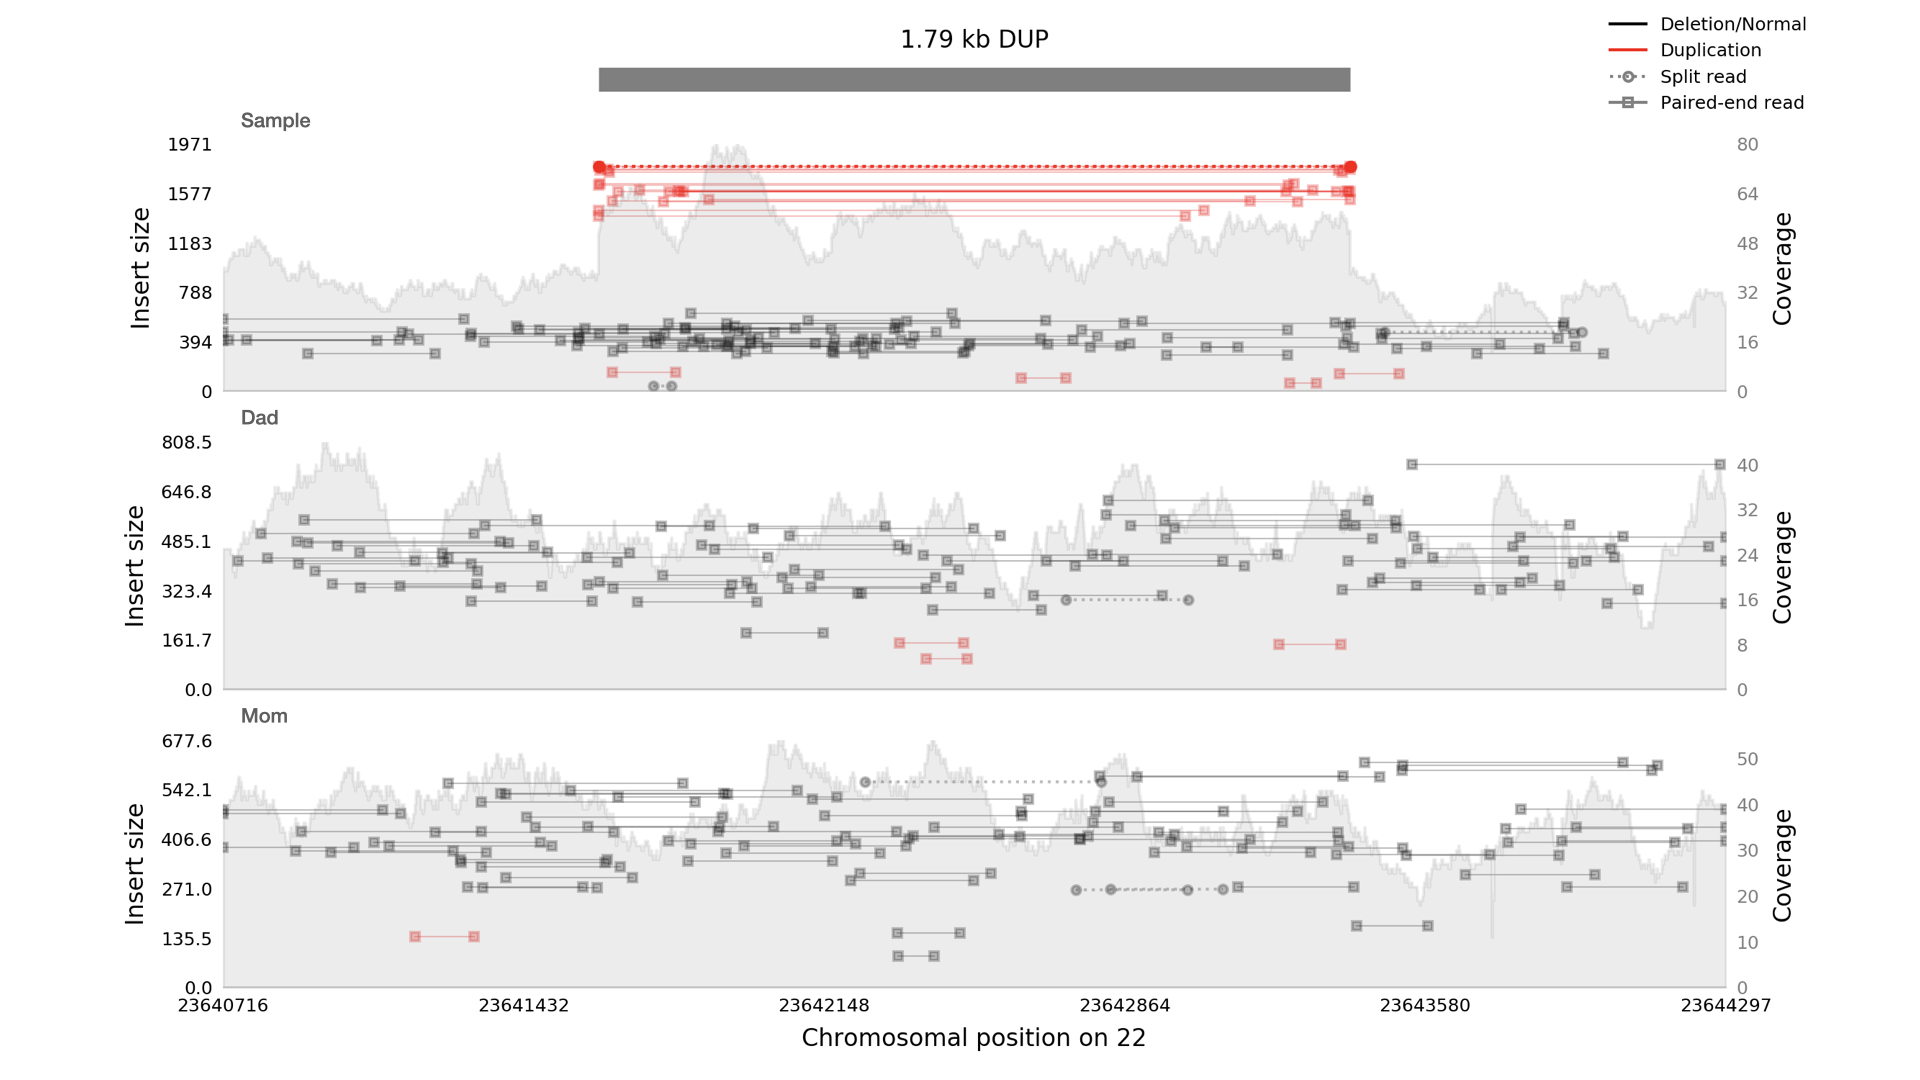 1.79 kb DUP
Deletion/Normal
Duplication
Split read
Paired-end read
Sample
1971
1577
1183
788
394
0
Insert size
80
64
48
32
16
0
Coverage
Dad
808.5
646.8
485.1
323.4
161.7
0.0
Insert size
40
32
24
16
8
0
Coverage
Mom
677.6
542.1
406.6
271.0
135.5
0.0
Insert size
50
40
30
20
10
0
Coverage
23640716 23641432 23642148 23642864 23643580 23644297
Chromosomal position on 22